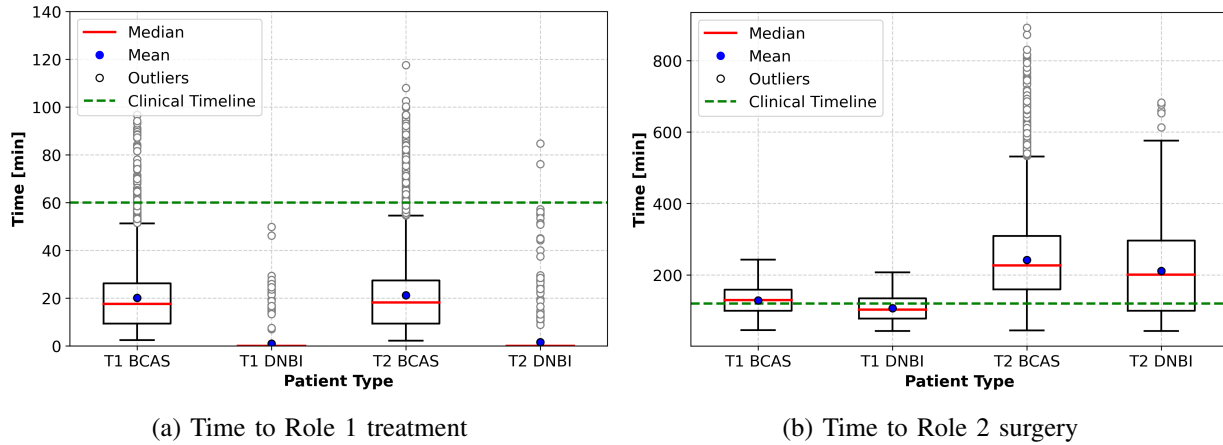 140
120
100
80
60
40
20
0
Time [min]
Median
Mean
Outliers
Clinical Timeline
T1 BCAS
T1 DNBI
T2 BCAS
T2 DNBI
Patient Type
(a) Time to Role 1 treatment
800
600
400
200
Time [min]
Median
Mean
Outliers
Clinical Timeline
T1 BCAS
T1 DNBI
T2 BCAS
T2 DNBI
Patient Type
(b) Time to Role 2 surgery